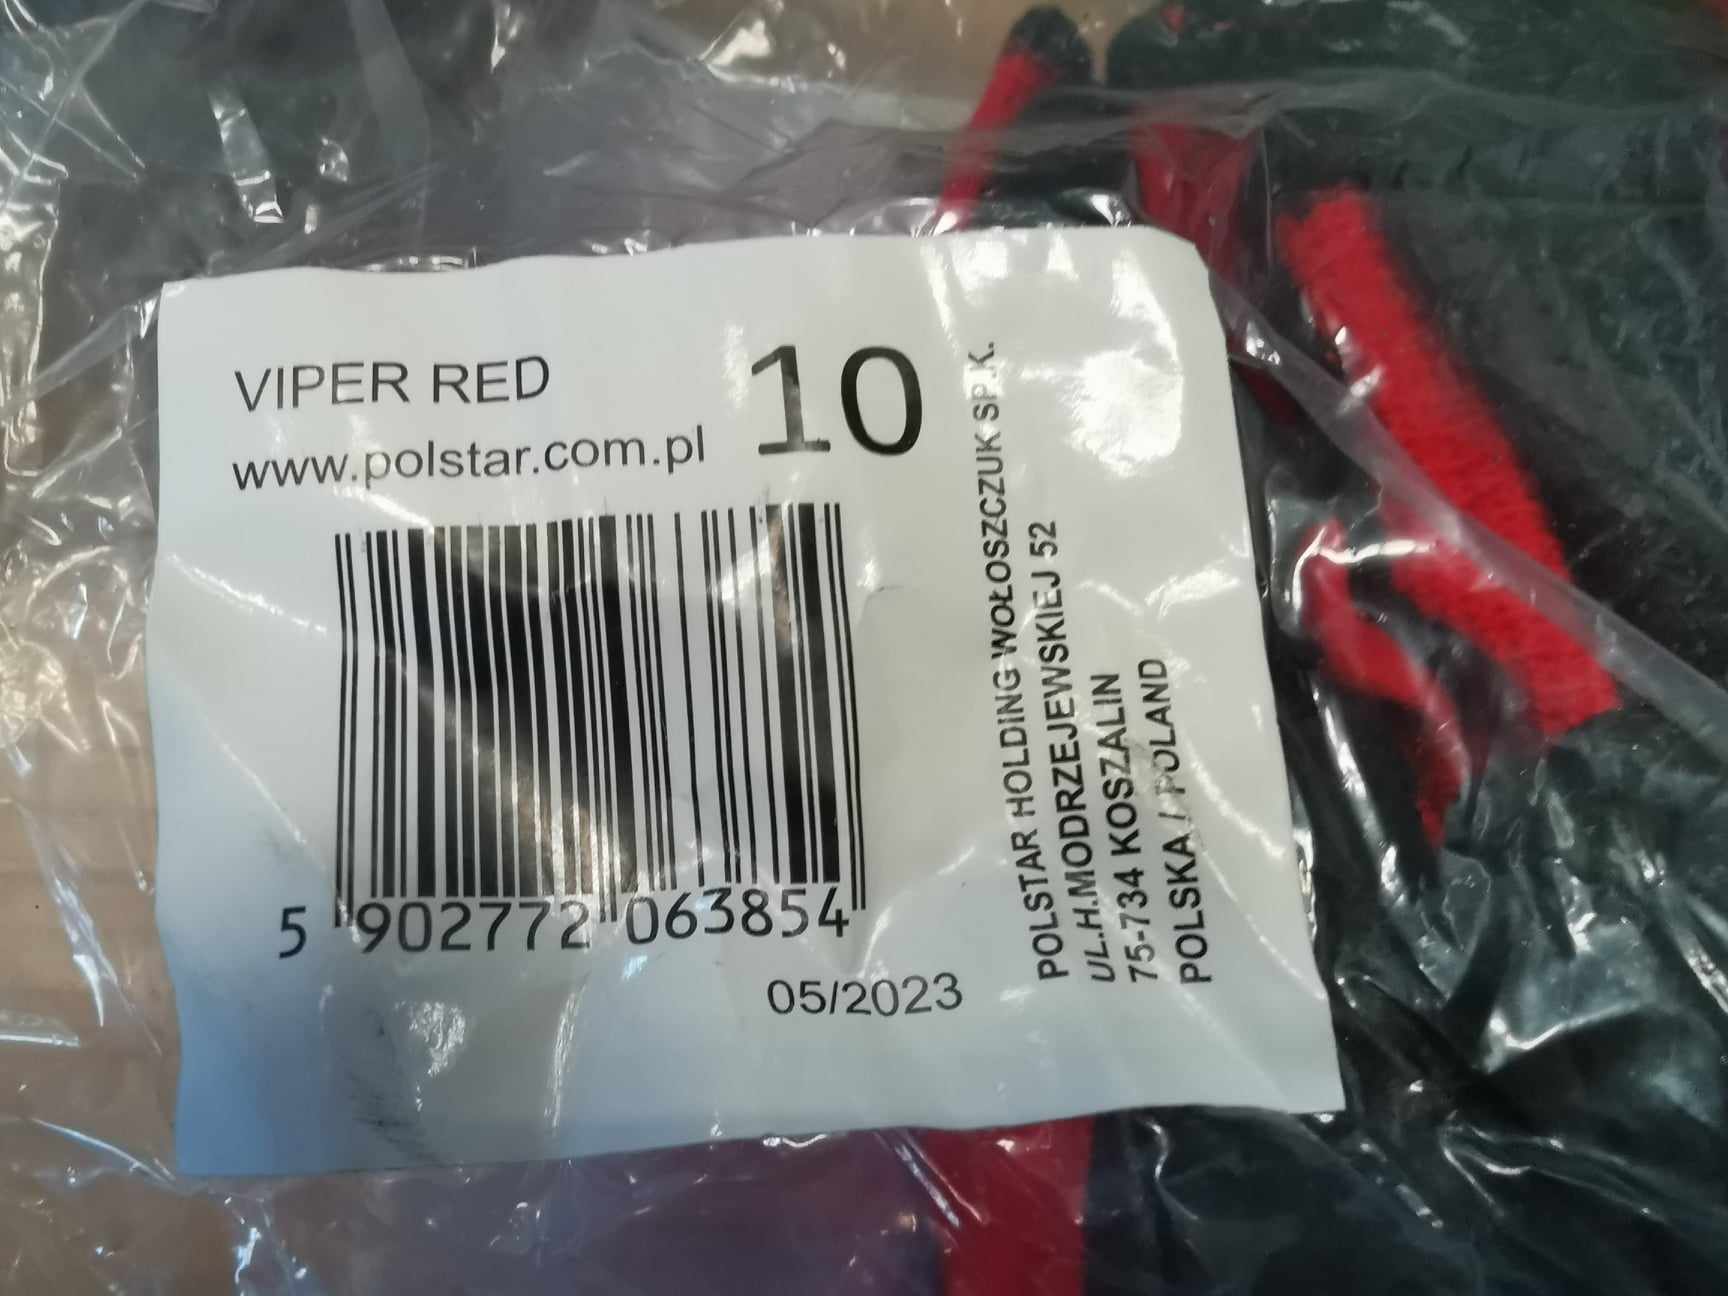 VIPER RED
10
www.polstar.com.pl
5 902772 063854
05/2023
POLSTAR HOLDING WOŁOSZCZUK SP.K.
UL.H.MODRZEJEWSKIEJ 52
75-734 KOSZALIN
POLSKA / POLAND